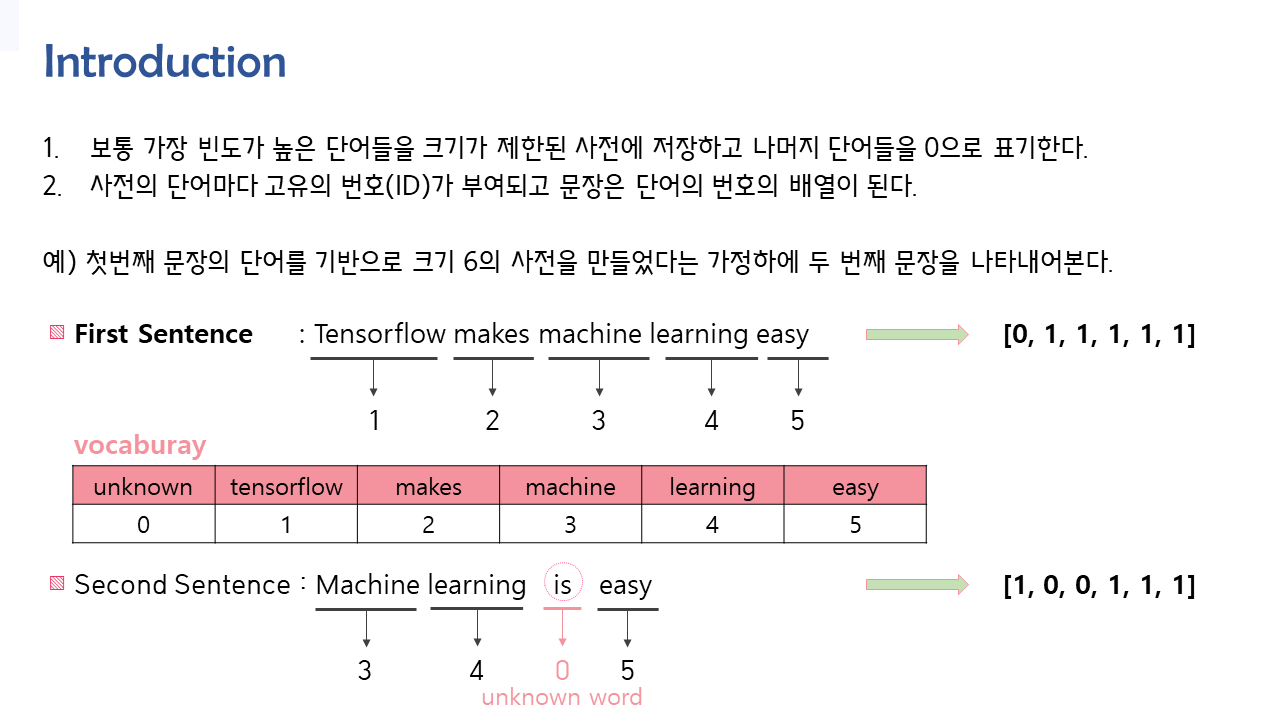 Introduction
1. 보통 가장 빈도가 높은 단어들을 크기가 제한된 사전에 저장하고 나머지 단어들을 0으로 표기한다.
2. 사전의 단어마다 고유의 번호(ID)가 부여되고 문장은 단어의 번호의 배열이 된다.
예) 첫번째 문장의 단어를 기반으로 크기 6의 사전을 만들었다는 가정하에 두 번째 문장을 나타내어본다.
First Sentence : Tensorflow makes machine learning easy [0, 1, 1, 1, 1, 1]
1 2 3 4 5
vocaburay
unknown tensorflow makes machine learning easy
0 1 2 3 4 5
Second Sentence : Machine learning is easy [1, 0, 0, 1, 1, 1]
3 4 0 5
unknown word